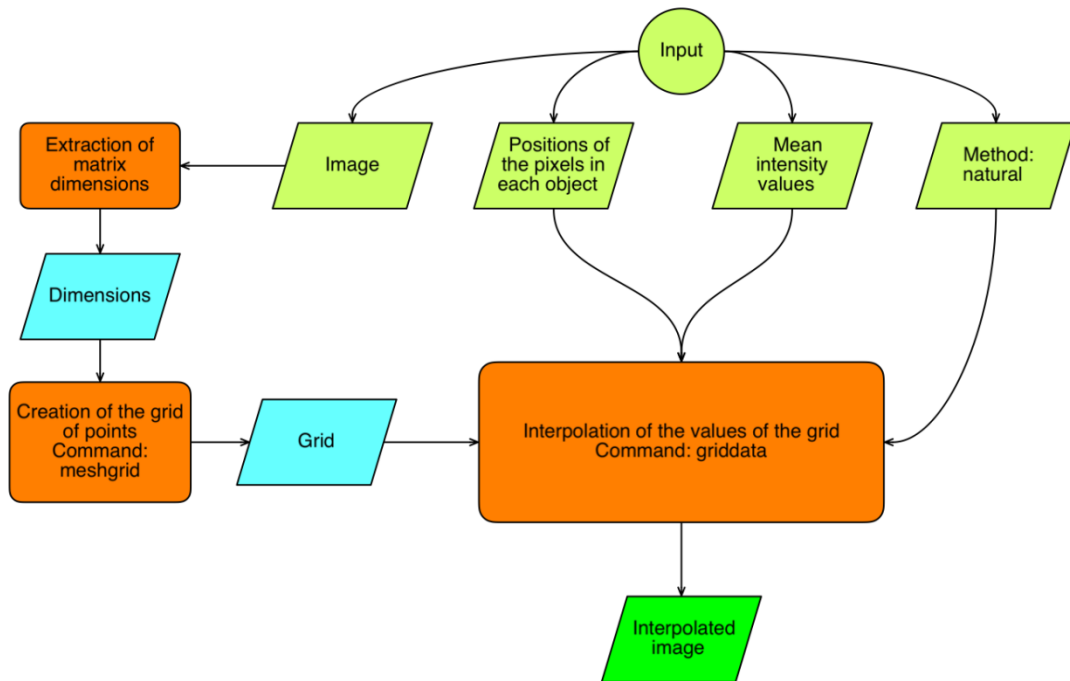 Input
Extraction of
matrix
dimensions
Image
Positions of
the pixels in
each object
Mean
intensity
values
Method:
natural
Dimensions
Creation of the grid
of points
Command:
meshgrid
Grid
Interpolation of the values of the grid
Command: griddata
Interpolated
image